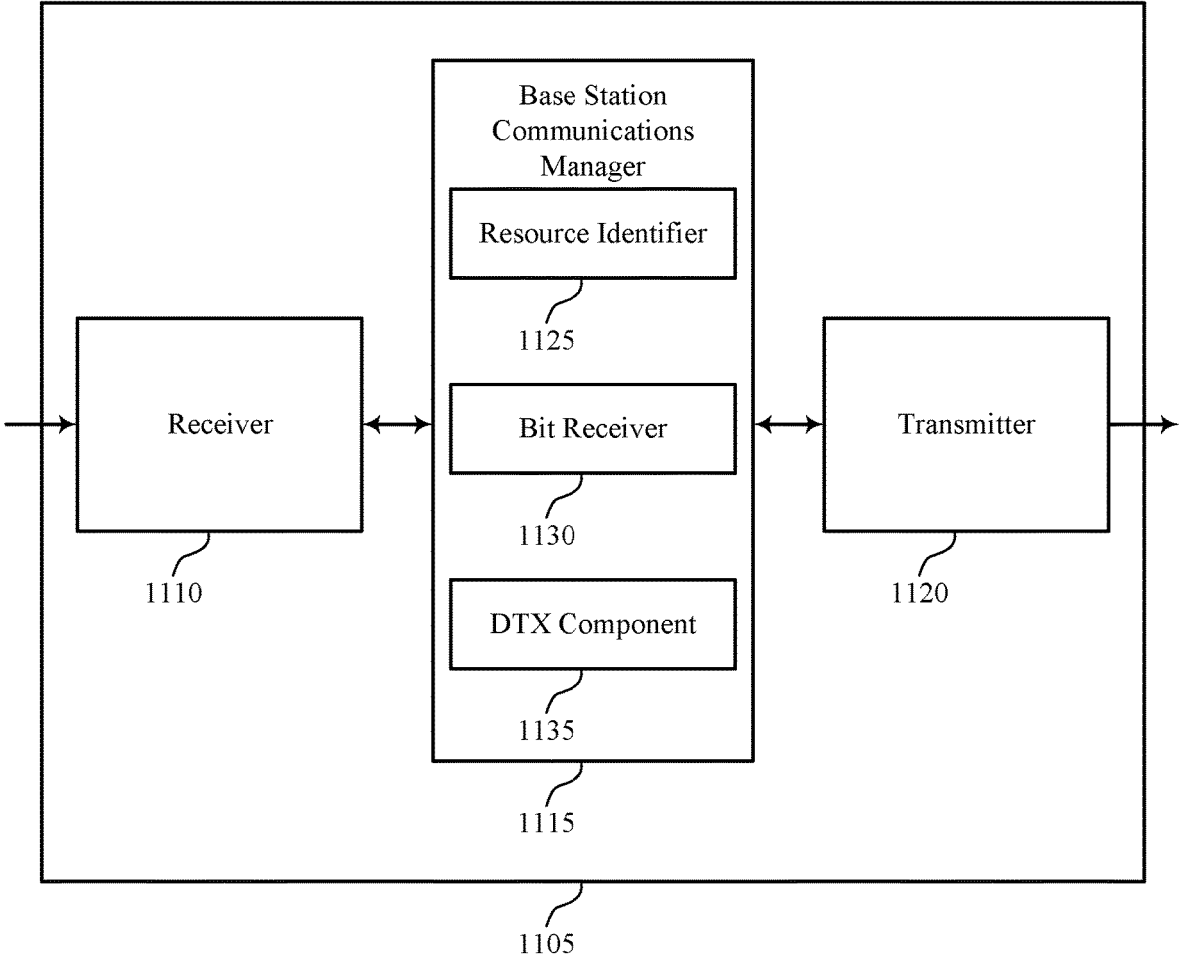 Base Station
Communications
Manager
Resource Identifier
1125
Receiver
1110
Bit Receiver
1130
Transmitter
1120
DTX Component
1135
1115
1105